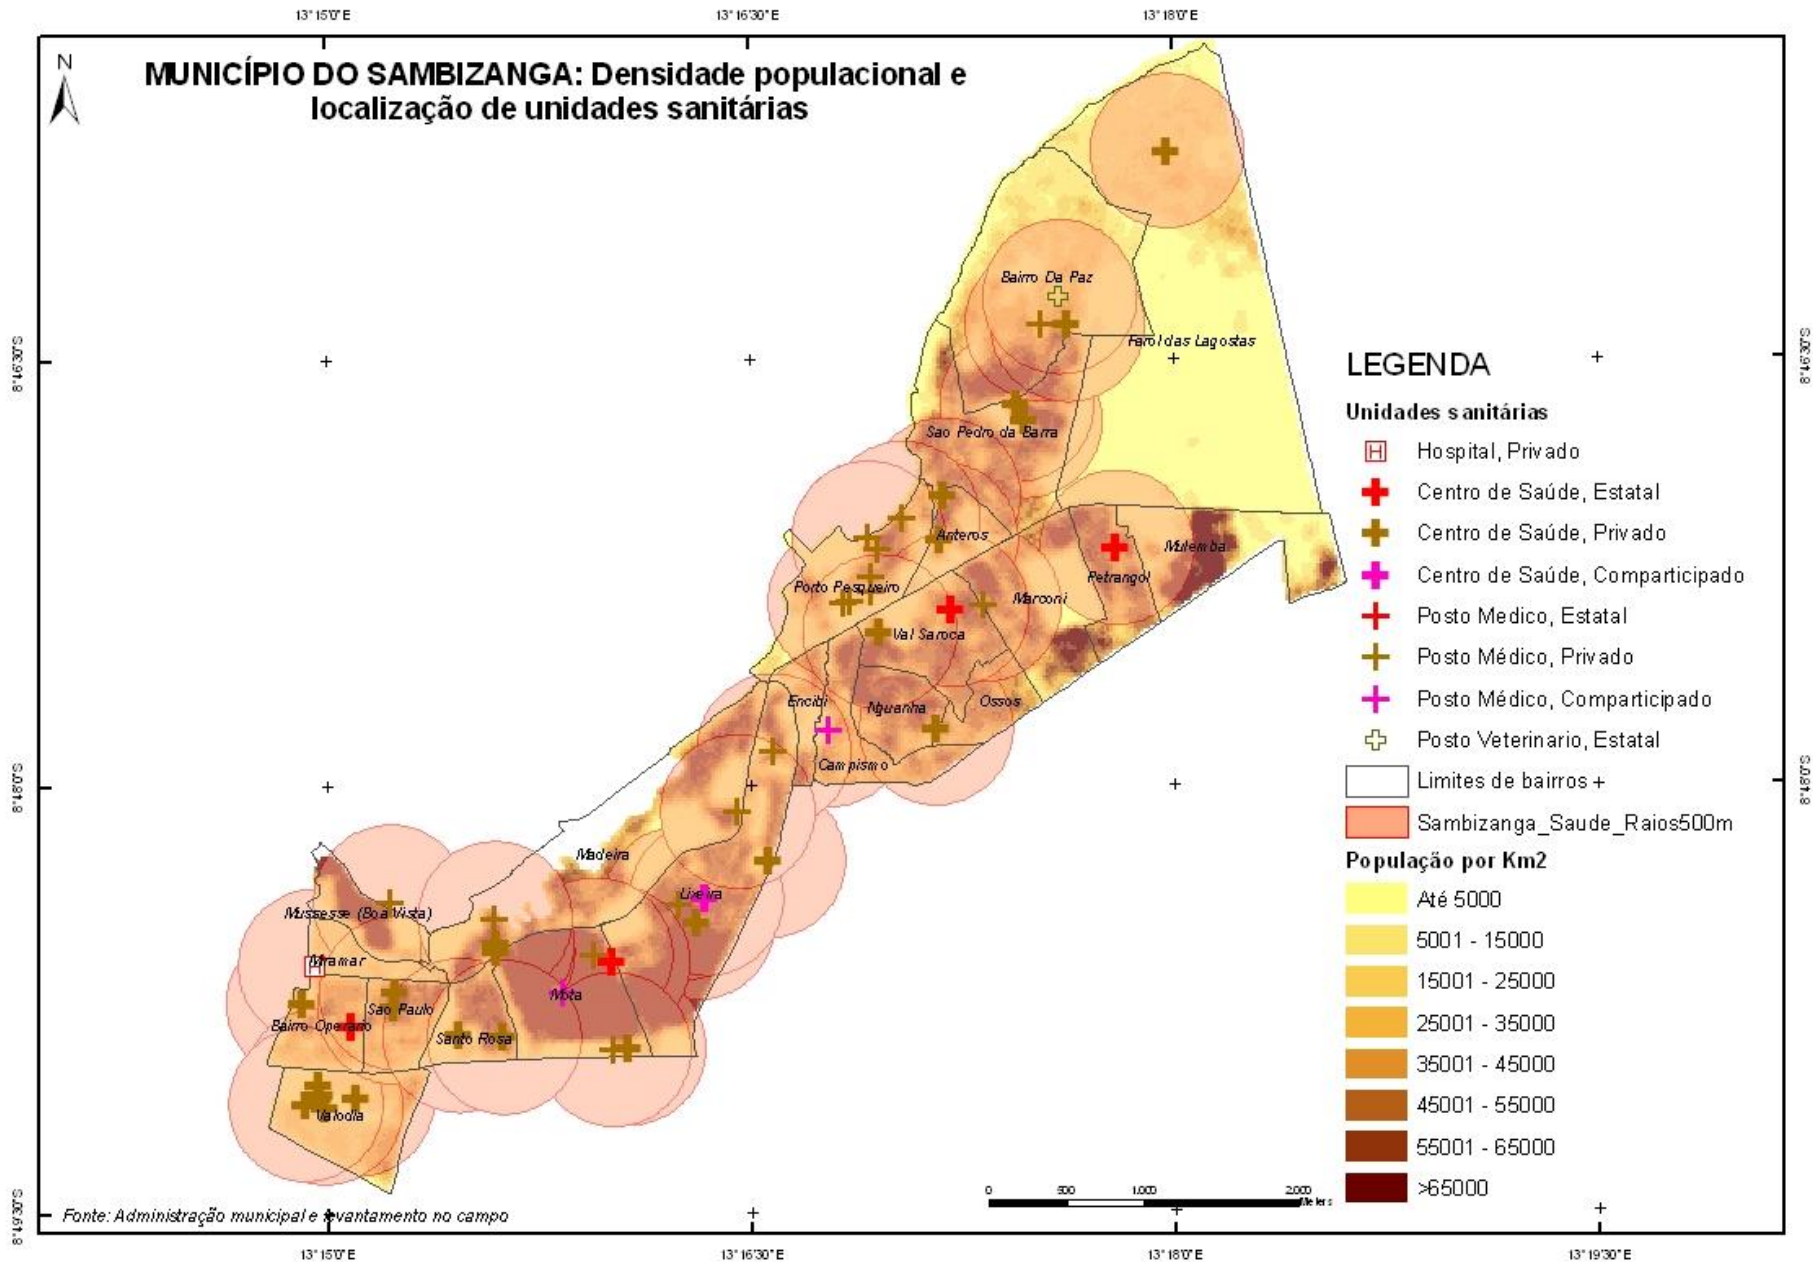 13°15'0"E
13°16'30"E
13°18'0"E
N
MUNICÍPIO DO SAMBIZANGA: Densidade populacional e
localização de unidades sanitárias
Bairro Da Paz
Farol das Lagostas
8°46'30"S
8°46'30"S
Sao Pedro da Barra
Anteros
Mulemba
Petrangol
Porto Pesqueiro
Marconi
Val Saroca
Encibi
Nguanha
Ossos
Campismo
8°48'0"S
8°48'0"S
Madeira
Lixeira
Mussesse (Boa Vista)
Miramar
Mota
Sao Paulo
Bairro Operario
Santo Rosa
Valodia
LEGENDA
Unidades sanitárias
H Hospital, Privado
Centro de Saúde, Estatal
Centro de Saúde, Privado
Centro de Saúde, Comparticipado
Posto Medico, Estatal
Posto Médico, Privado
Posto Médico, Comparticipado
Posto Veterinario, Estatal
Limites de bairros +
Sambizanga_Saude_Raios500m
População por Km2
Até 5000
5001 - 15000
15001 - 25000
25001 - 35000
35001 - 45000
45001 - 55000
55001 - 65000
>65000
0 500 1.000 2.000
Meters
8°49'30"S
Fonte: Administração municipal e levantamento no campo
13°15'0"E
13°16'30"E
13°18'0"E
13°19'30"E